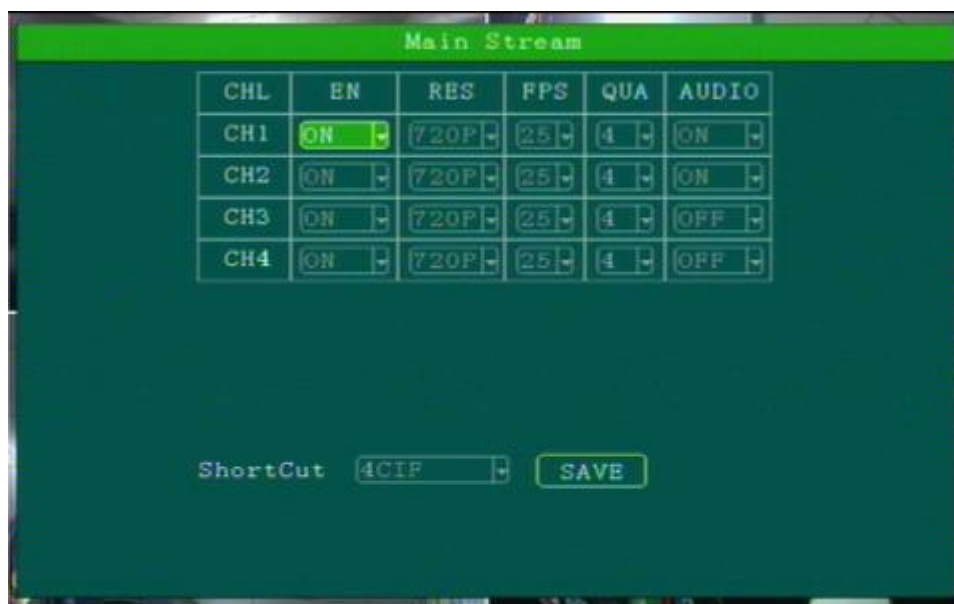 Main Stream
CHL EN RES FPS QUA AUDIO
CH1 ON 720P 25 4 ON
CH2 ON 720P 25 4 ON
CH3 ON 720P 25 4 OFF
CH4 ON 720P 25 4 OFF
ShortCut 4CIF SAVE